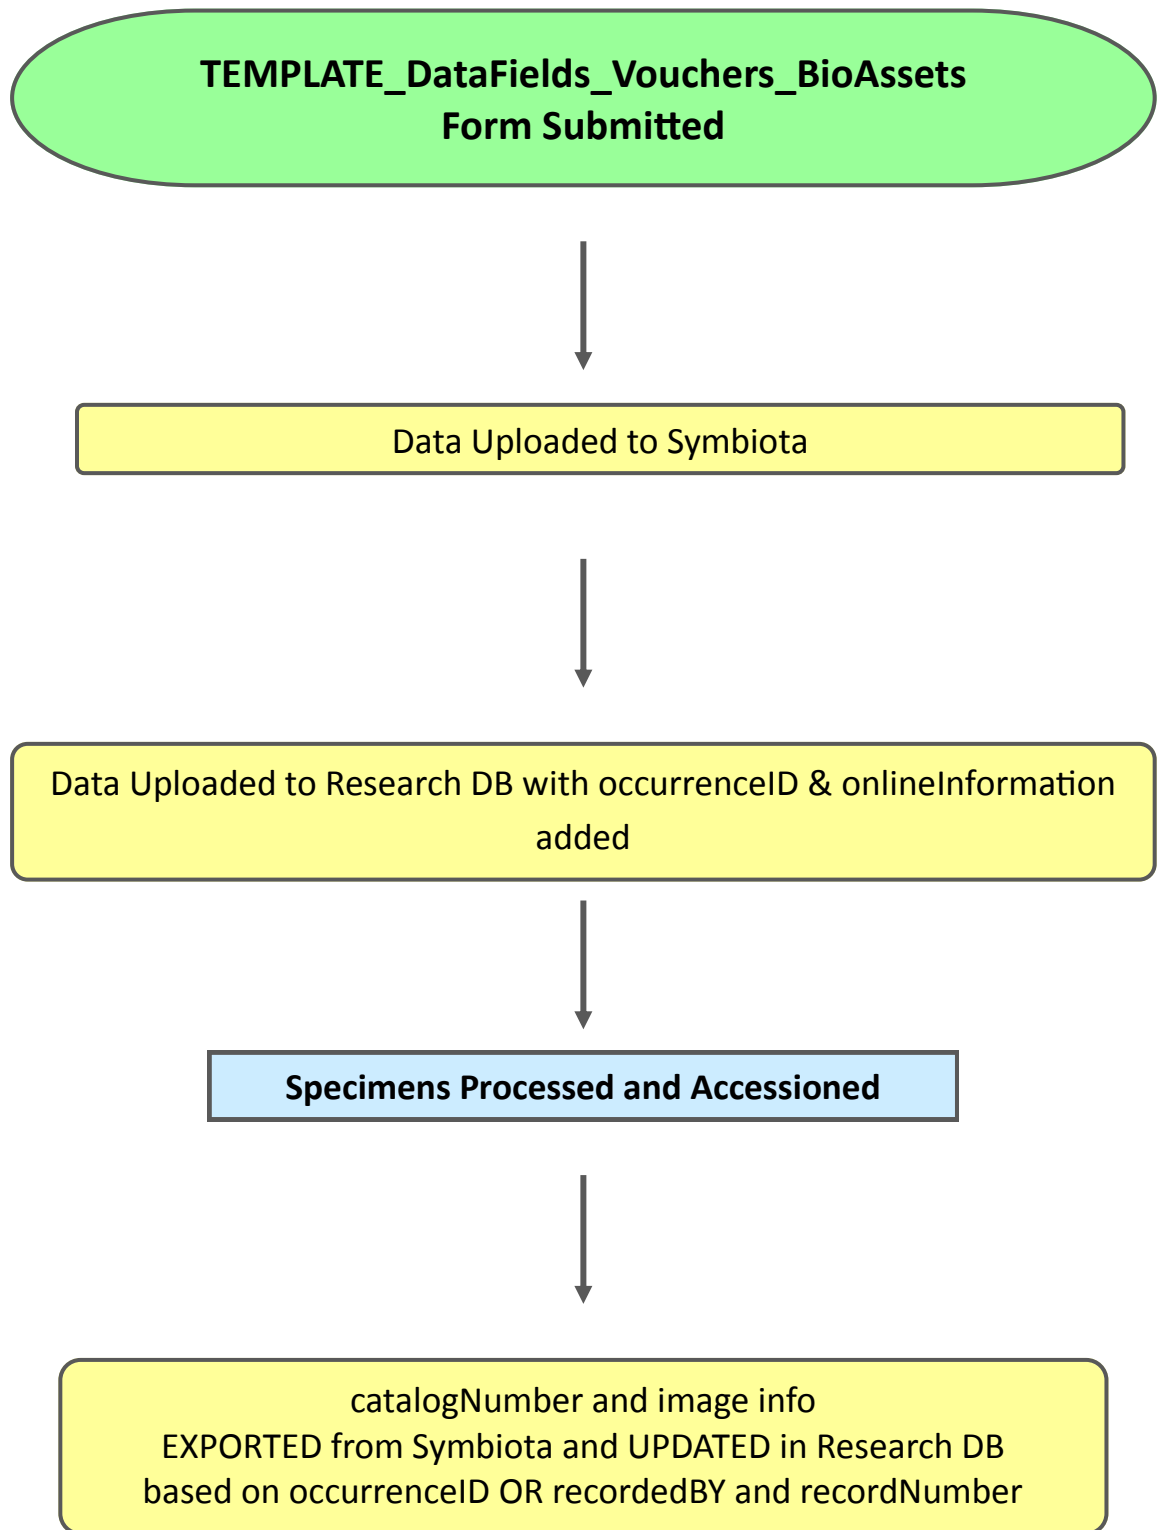 TEMPLATE_DataFields_Vouchers_BioAssets
Form Submitted
Data Uploaded to Symbiota
Data Uploaded to Research DB with occurrenceID & onlineInformation
added
Specimens Processed and Accessioned
catalogNumber and image info
EXPORTED from Symbiota and UPDATED in Research DB
based on occurrenceID OR recordedBY and recordNumber